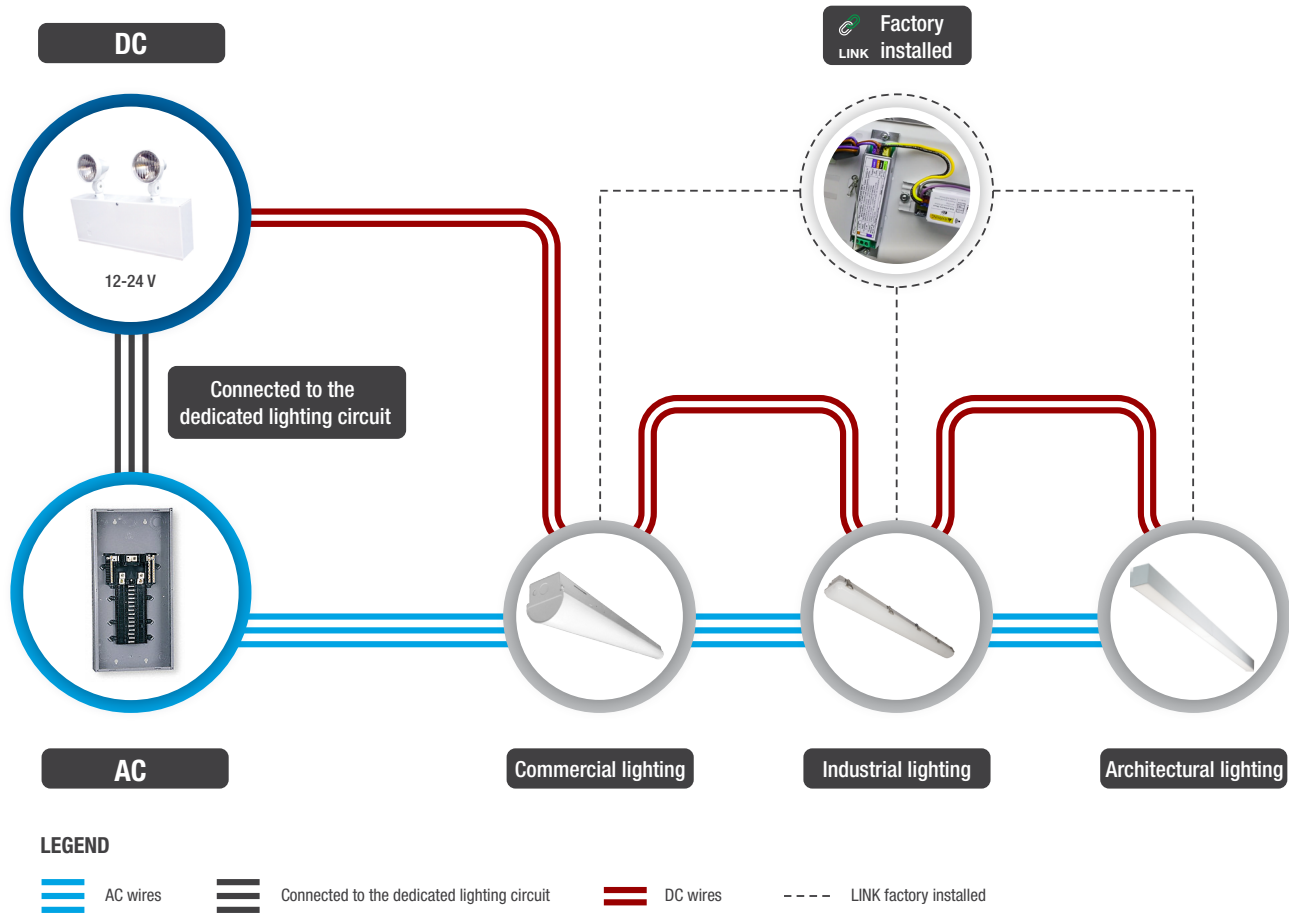 DC
Factory
LINK installed
12-24 V
Connected to the
dedicated lighting circuit
AC
Commercial lighting
Industrial lighting
Architectural lighting
LEGEND
AC wires
Connected to the dedicated lighting circuit
DC wires
LINK factory installed